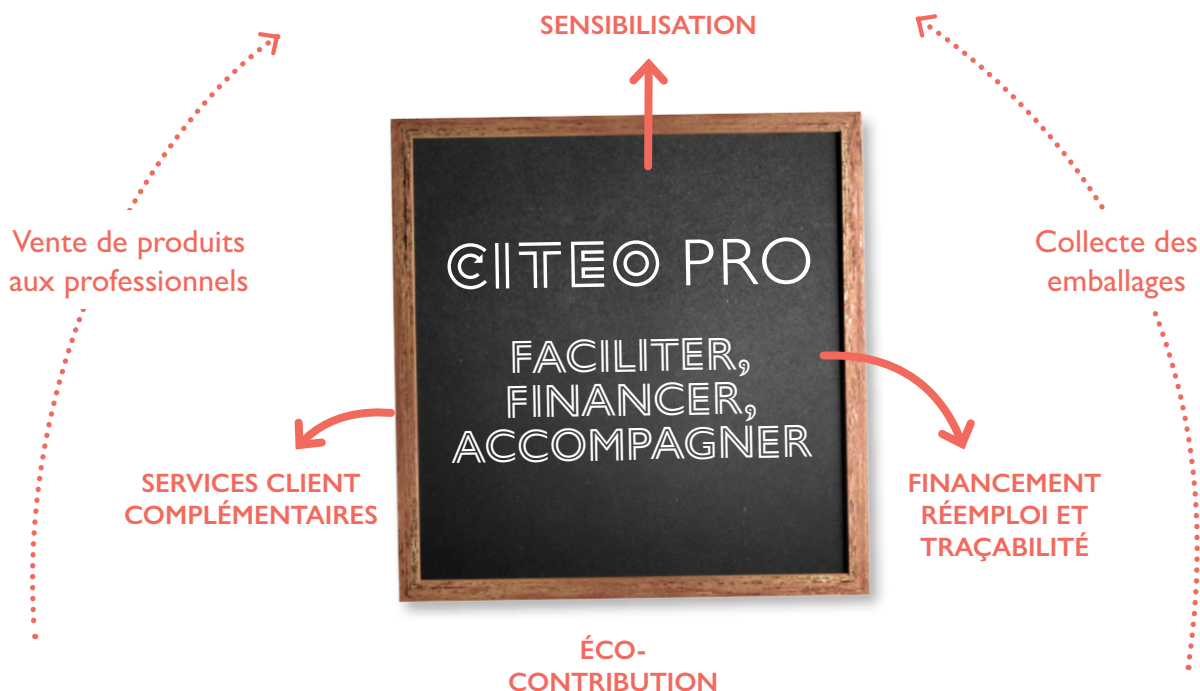 SENSIBILISATION
Vente de produits
aux professionnels
CITEO PRO
FACILITER,
FINANCER,
ACCOMPAGNER
Collecte des
emballages
SERVICES CLIENT
COMPLÉMENTAIRES
FINANCEMENT
RÉEMPLOI ET
TRAÇABILITÉ
ÉCO-
CONTRIBUTION